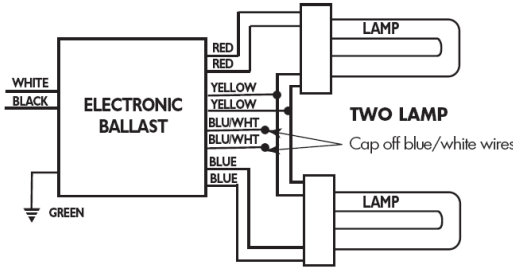 RED
RED
LAMP
WHITE
BLACK
ELECTRONIC
BALLAST
YELLOW
YELLOW
BLU/WHT
BLU/WHT
BLUE
BLUE
TWO LAMP
Cap off blue/white wires
GREEN
LAMP